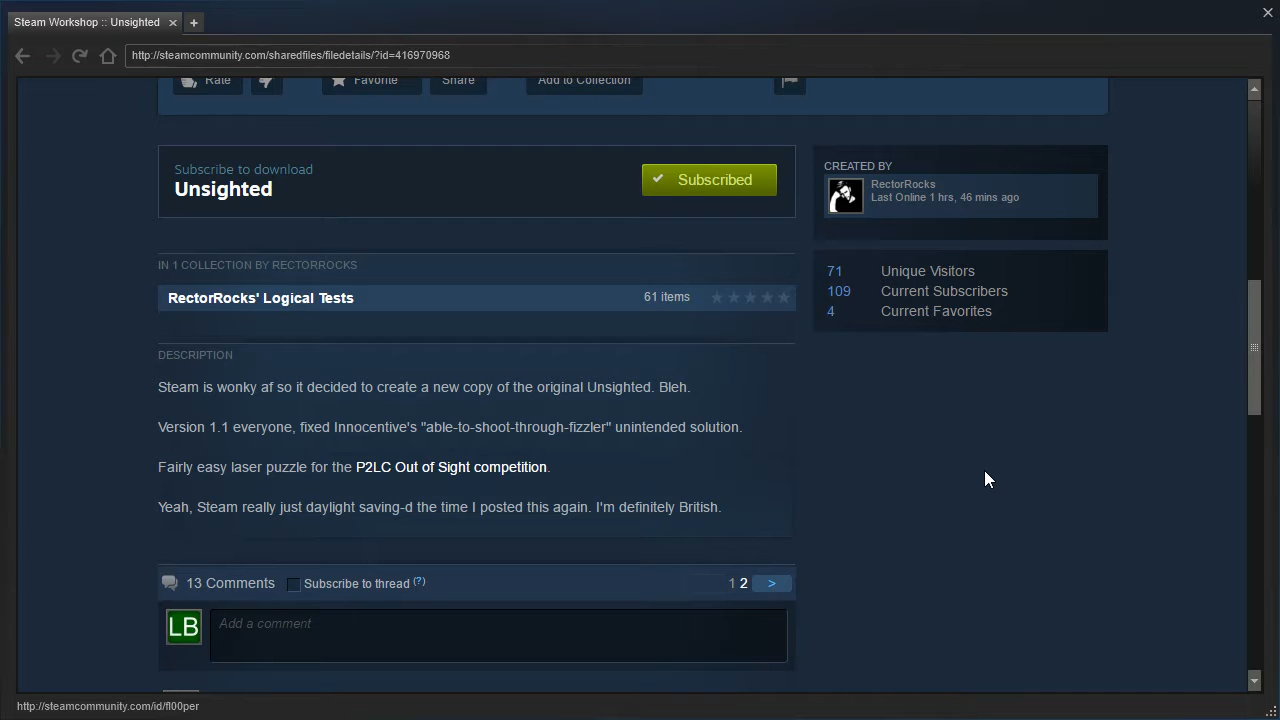 Steam Workshop :: Unsighted
http://steamcommunity.com/sharedfiles/filedetails/?id=416970968
Rate
Favorite
Share
Add to Collection
Subscribe to download
Unsighted
Subscribed
CREATED BY
RectorRocks
Last Online 1 hrs, 46 mins ago
71 Unique Visitors
109 Current Subscribers
4 Current Favorites
IN 1 COLLECTION BY RECTORROCKS
RectorRocks' Logical Tests 61 items
DESCRIPTION
Steam is wonky af so it decided to create a new copy of the original Unsighted. Bleh.
Version 1.1 everyone, fixed Innocentive's "able-to-shoot-through-fizzler" unintended solution.
Fairly easy laser puzzle for the P2LC Out of Sight competition.
Yeah, Steam really just daylight saving-d the time I posted this again. I'm definitely British.
13 Comments Subscribe to thread (?) 1 2 >
LB
Add a comment
http://steamcommunity.com/id/fl00per